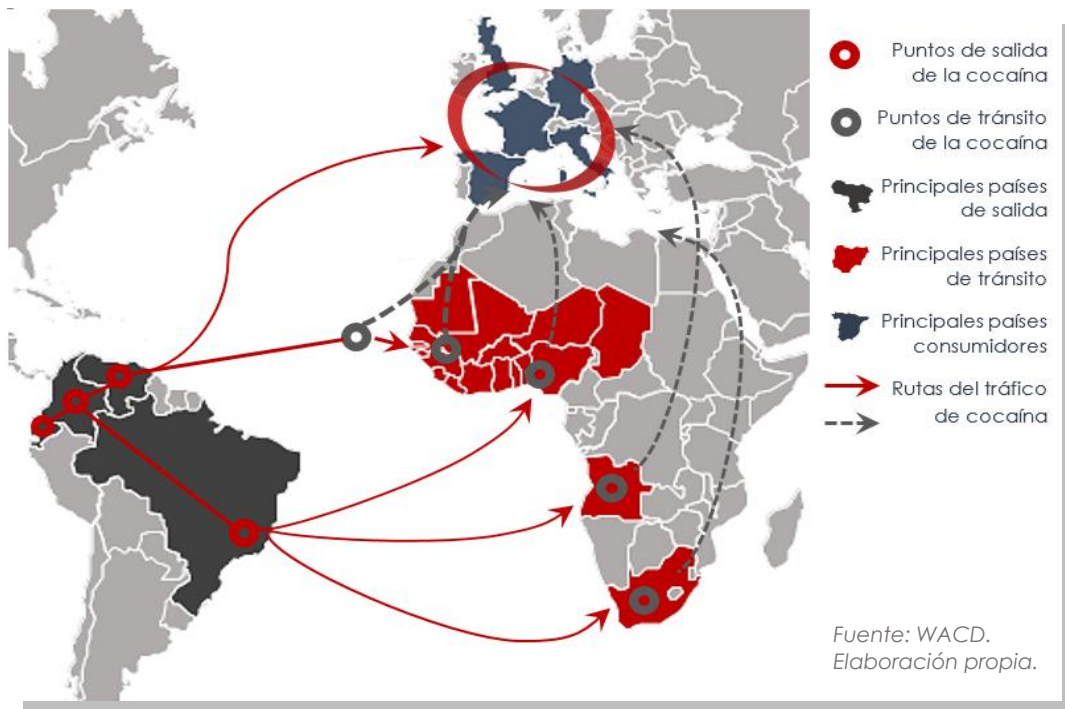 Puntos de salida
de la cocaína
Puntos de tránsito
de la cocaína
Principales países
de salida
Principales países
de tránsito
Principales países
consumidores
Rutas del tráfico
de cocaína
Fuente: WACD.
Elaboración propia.